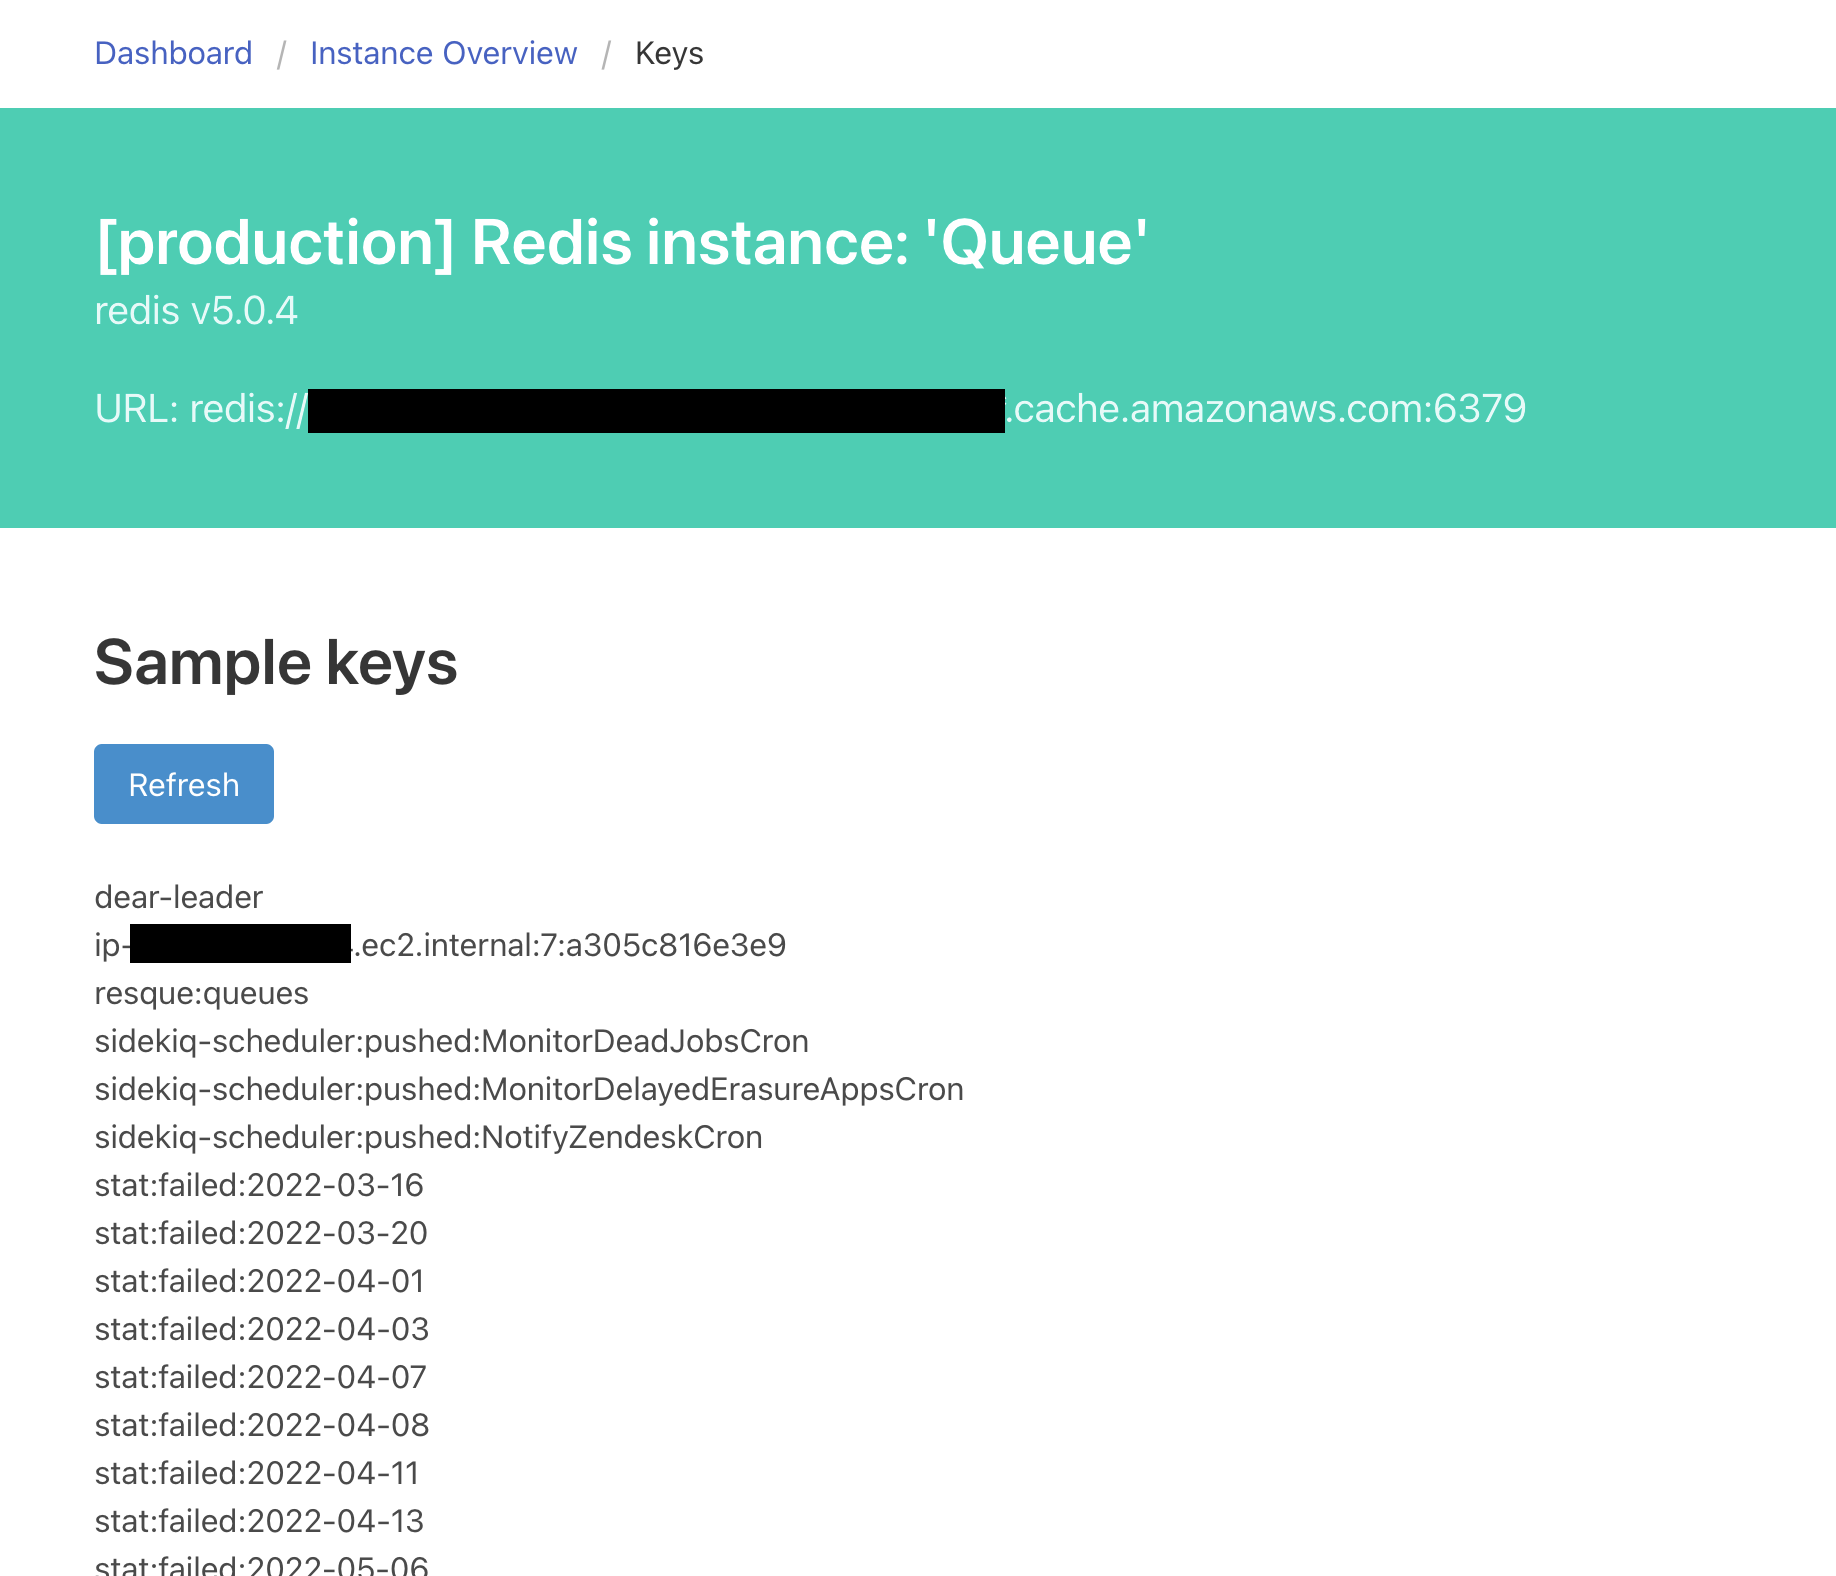 Dashboard / Instance Overview / Keys
[production] Redis instance: 'Queue'
redis v5.0.4
URL: redis:// .cache.amazonaws.com:6379
Sample keys
Refresh
dear-leader
ip- .ec2.internal:7:a305c816e3e9
resque:queues
sidekiq-scheduler:pushed:MonitorDeadJobsCron
sidekiq-scheduler:pushed:MonitorDelayedErasureAppsCron
sidekiq-scheduler:pushed:NotifyZendeskCron
stat:failed:2022-03-16
stat:failed:2022-03-20
stat:failed:2022-04-01
stat:failed:2022-04-03
stat:failed:2022-04-07
stat:failed:2022-04-08
stat:failed:2022-04-11
stat:failed:2022-04-13
stat:failed:2022-05-06